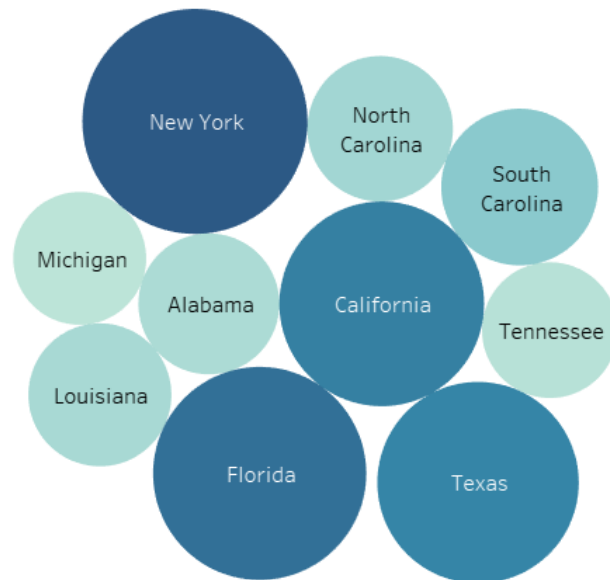 New York
North
Carolina
South
Carolina
Michigan
Alabama
California
Tennessee
Louisiana
Florida
Texas